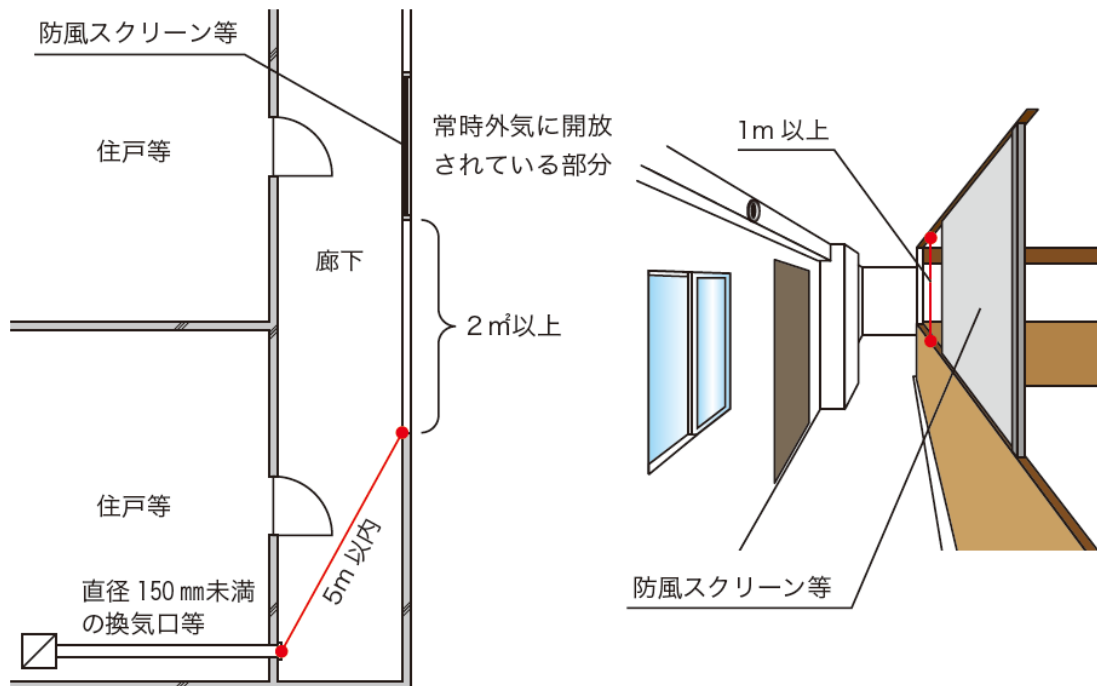 防風スクリーン等
住戸等
常時外気に開放
されている部分
廊下
2㎡以上
住戸等
5m 以内
直径 150㎜未満
の換気口等
1m 以上
防風スクリーン等